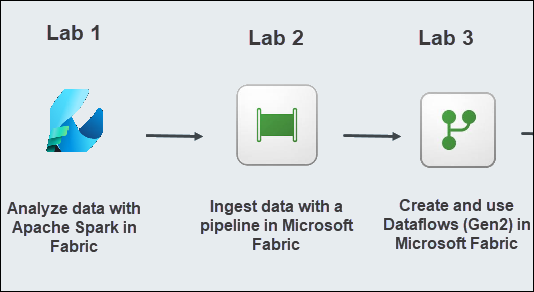 Lab 1
Lab 2
Lab 3
Analyze data with
Apache Spark in
Fabric
Ingest data with a
pipeline in Microsoft
Fabric
Create and use
Dataflows (Gen2) in
Microsoft Fabric